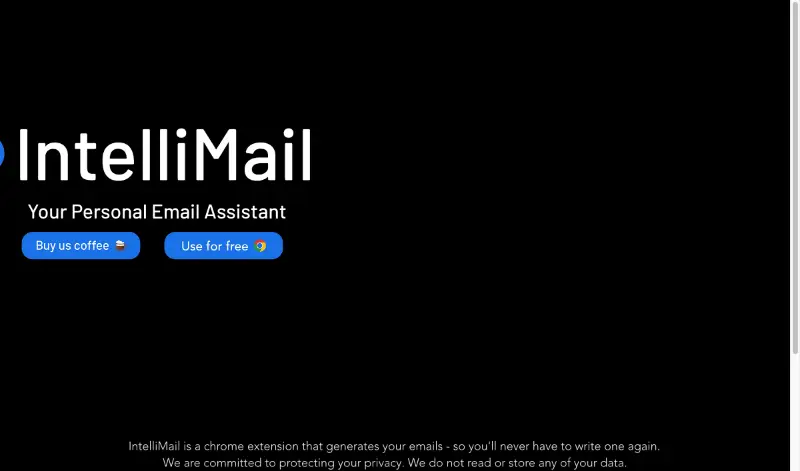 IntelliMail
Your Personal Email Assistant
Buy us coffee
Use for free
IntelliMail is a chrome extension that generates your emails - so you'll never have to write one again.
We are committed to protecting your privacy. We do not read or store any of your data.